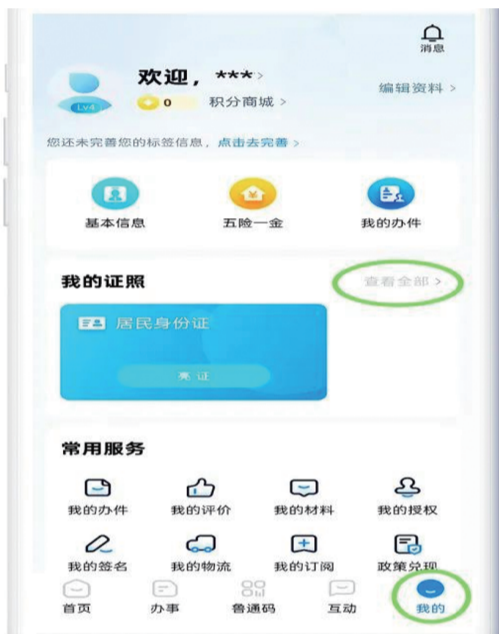 消息
欢迎，***>
编辑资料 >
Lv4
0 积分商城 >
您还未完善您的标签信息，点击去完善 >
基本信息 五险一金 我的办件
我的证照
查看全部 >
居民身份证
亮证
常用服务
我的办件 我的评价 我的材料 我的授权
我的签名 我的物流 我的订阅 政策兑现
首页 办事 鲁通码 互动 我的